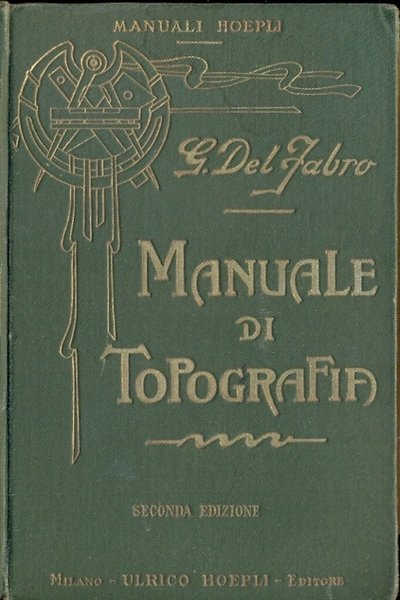 MANUALI HOEPLI
G. Del Fabro
MANUALE
DI
TOPOGRAFIA
SECONDA EDIZIONE
MILANO - ULRICO HOEPLI - EDITORE